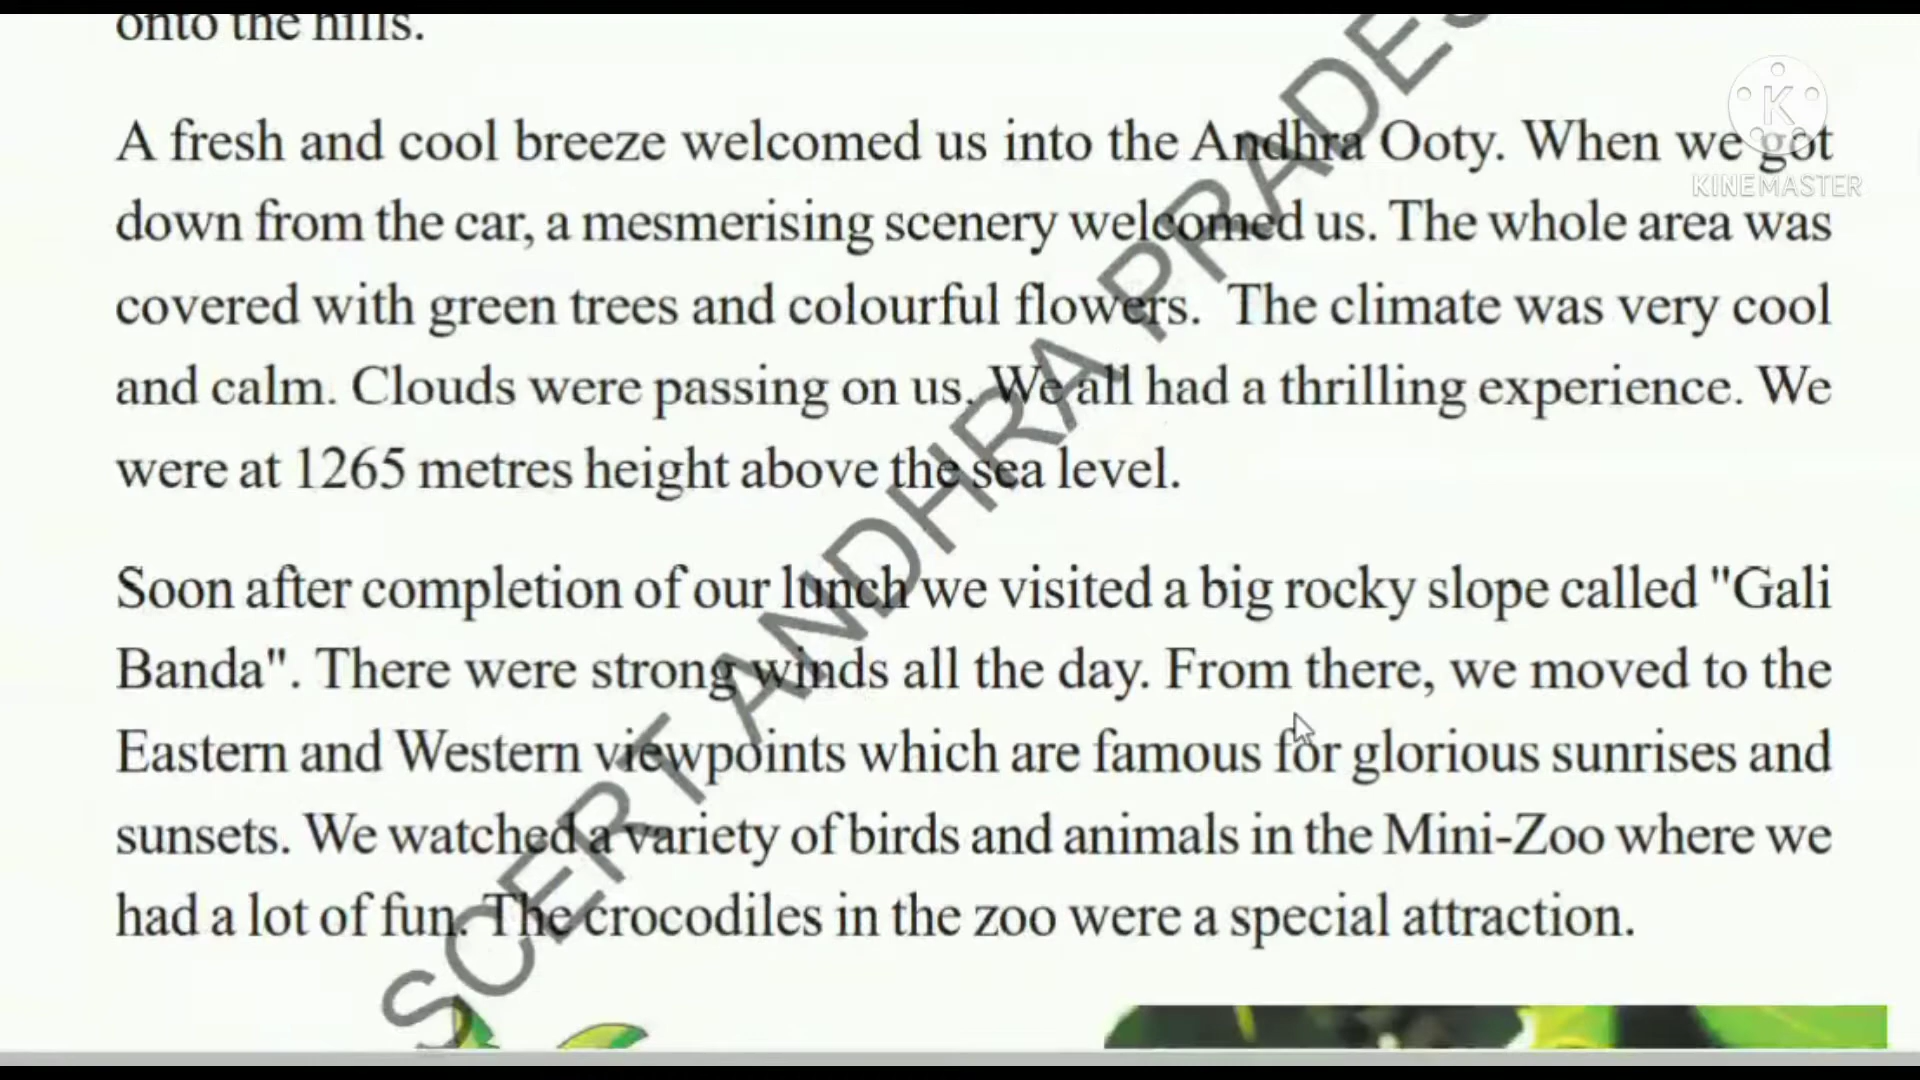 onto the hills.
A fresh and cool breeze welcomed us into the Andhra Ooty. When we got
down from the car, a mesmerising scenery welcomed us. The whole area was
covered with green trees and colourful flowers. The climate was very cool
and calm. Clouds were passing on us. We all had a thrilling experience. We
were at 1265 metres height above the sea level.
Soon after completion of our lunch we visited a big rocky slope called "Gali
Banda". There were strong winds all the day. From there, we moved to the
Eastern and Western viewpoints which are famous for glorious sunrises and
sunsets. We watched a variety of birds and animals in the Mini-Zoo where we
had a lot of fun. The crocodiles in the zoo were a special attraction.
SCERT ANDHRA PRADES
K
KINEMASTER